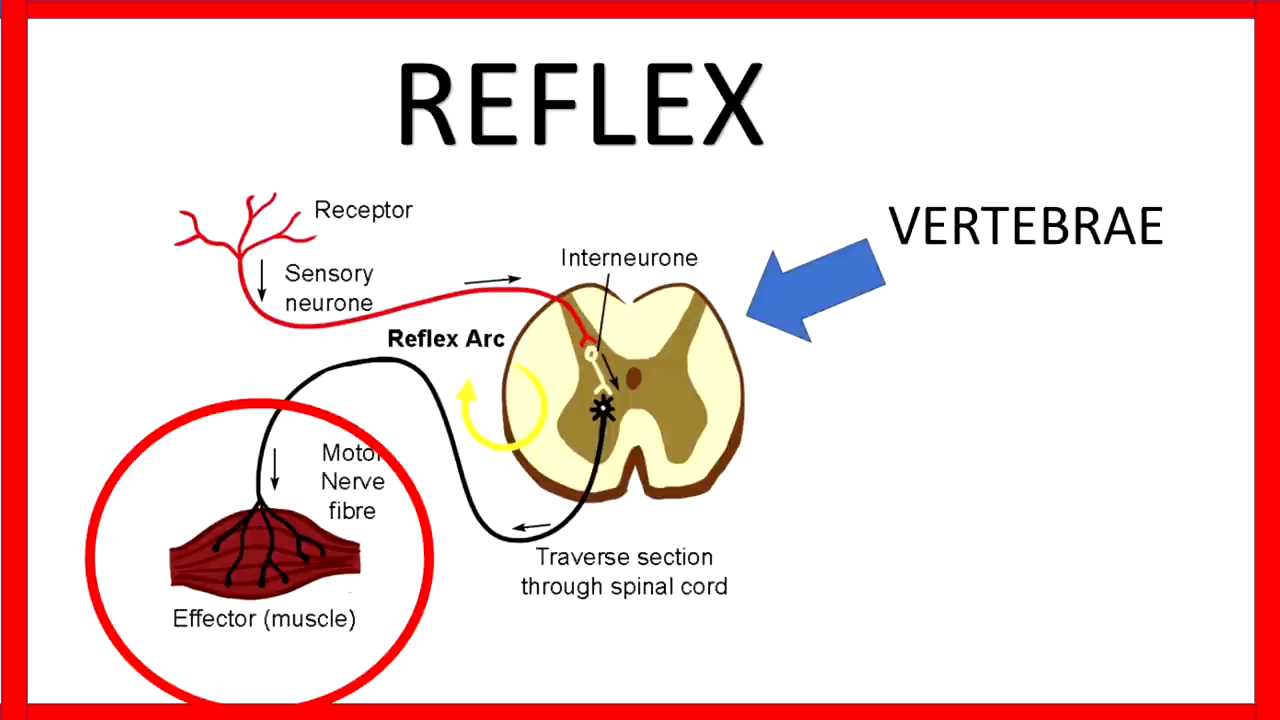 REFLEX
Receptor
VERTEBRAE
Interneurone
Sensory
neurone
Reflex Arc
Motor
Nerve
fibre
Traverse section
through spinal cord
Effector (muscle)